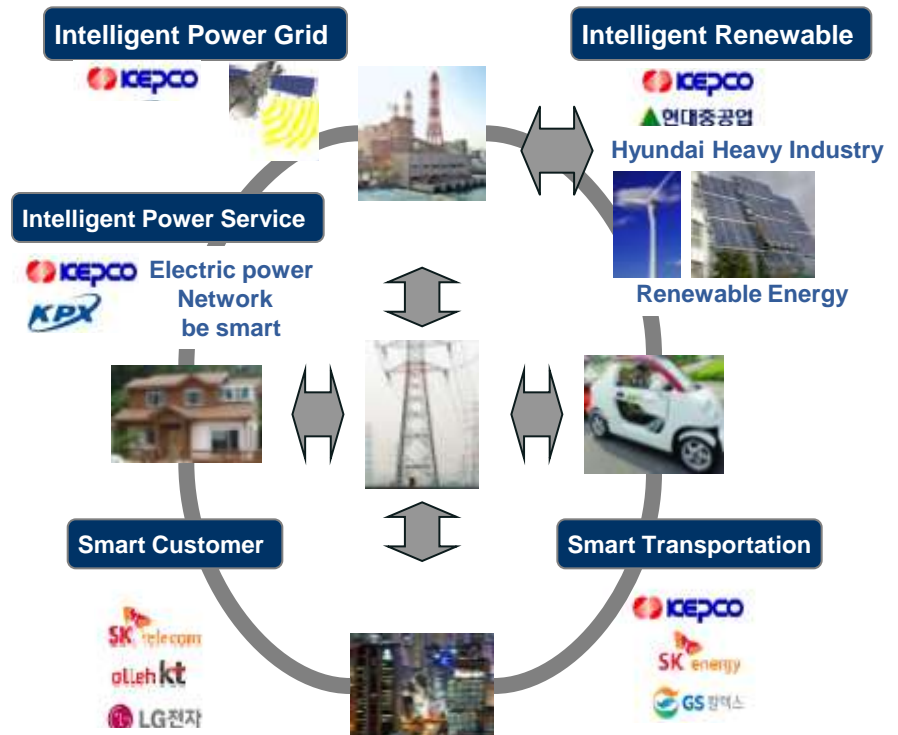 Intelligent Power Grid
KEPCO
Intelligent Renewable
KEPCO
현대중공업
Hyundai Heavy Industry
Renewable Energy
Intelligent Power Service
KEPCO
KPX
Electric power
Network
be smart
Smart Customer
SK telecom
olleh kt
LG전자
Smart Transportation
KEPCO
SK energy
GS 칼텍스